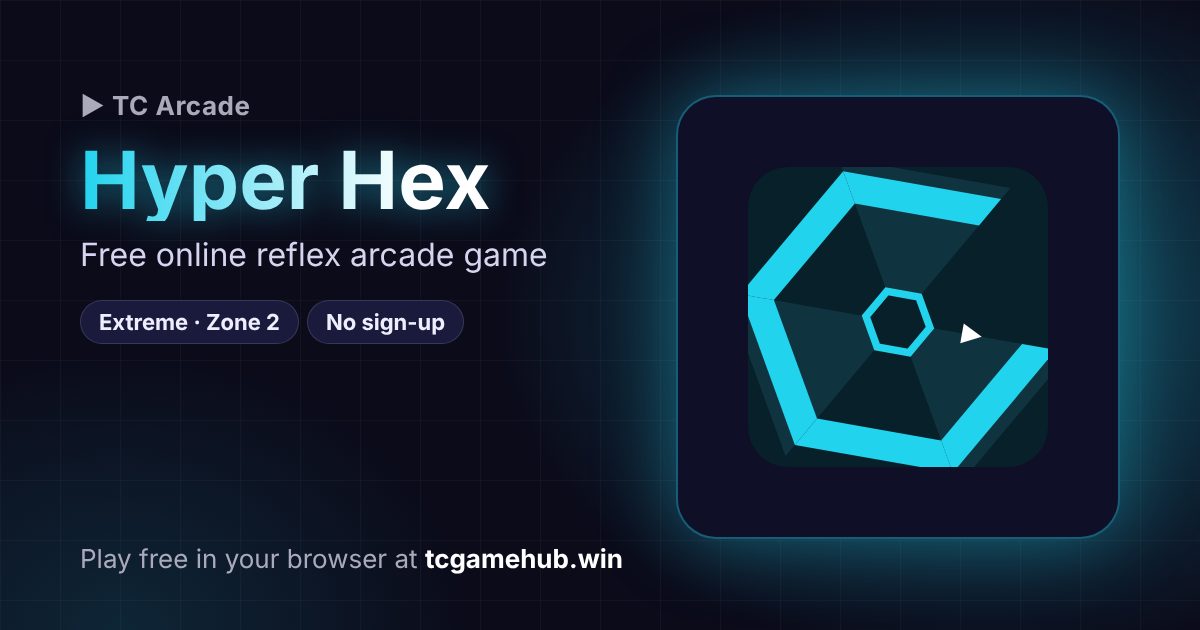 ▶ TC Arcade
Hyper Hex
Free online reflex arcade game
Extreme · Zone 2 No sign-up
Play free in your browser at tcgamehub.win